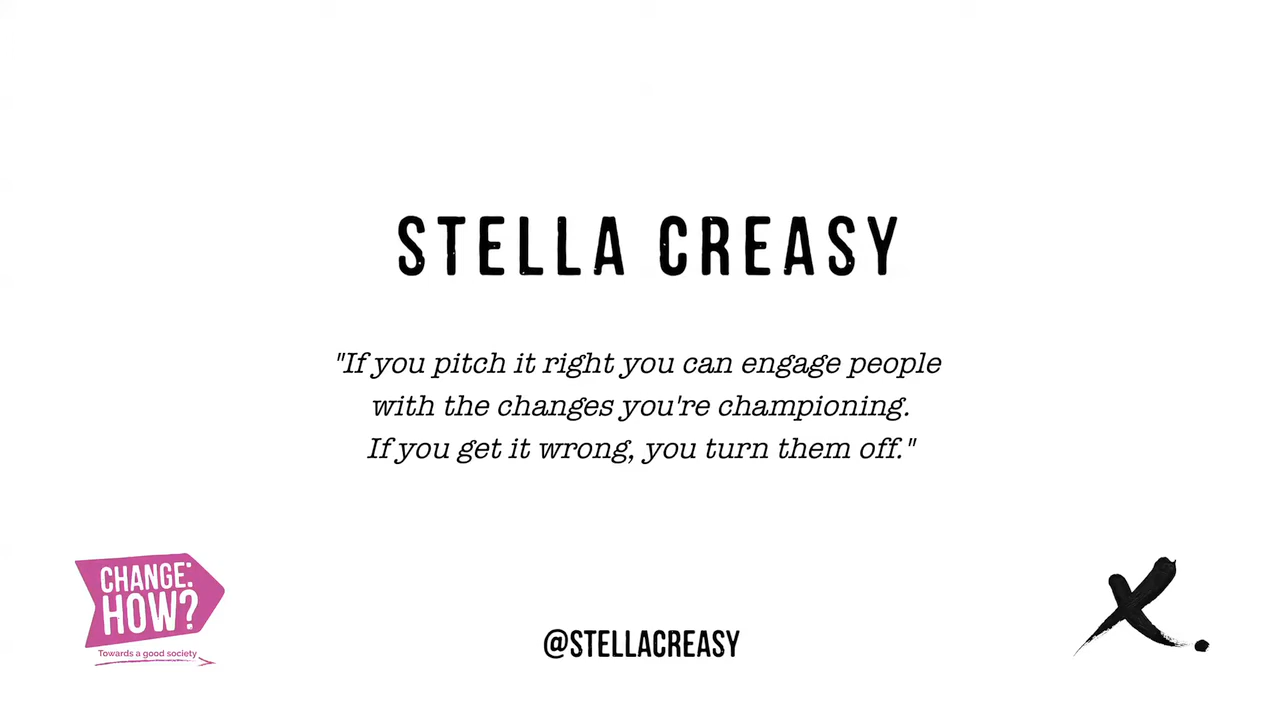 STELLA CREASY
"If you pitch it right you can engage people
with the changes you're championing.
If you get it wrong, you turn them off."
CHANGE:
HOW?
Towards a good society
@STELLACREASY
X.